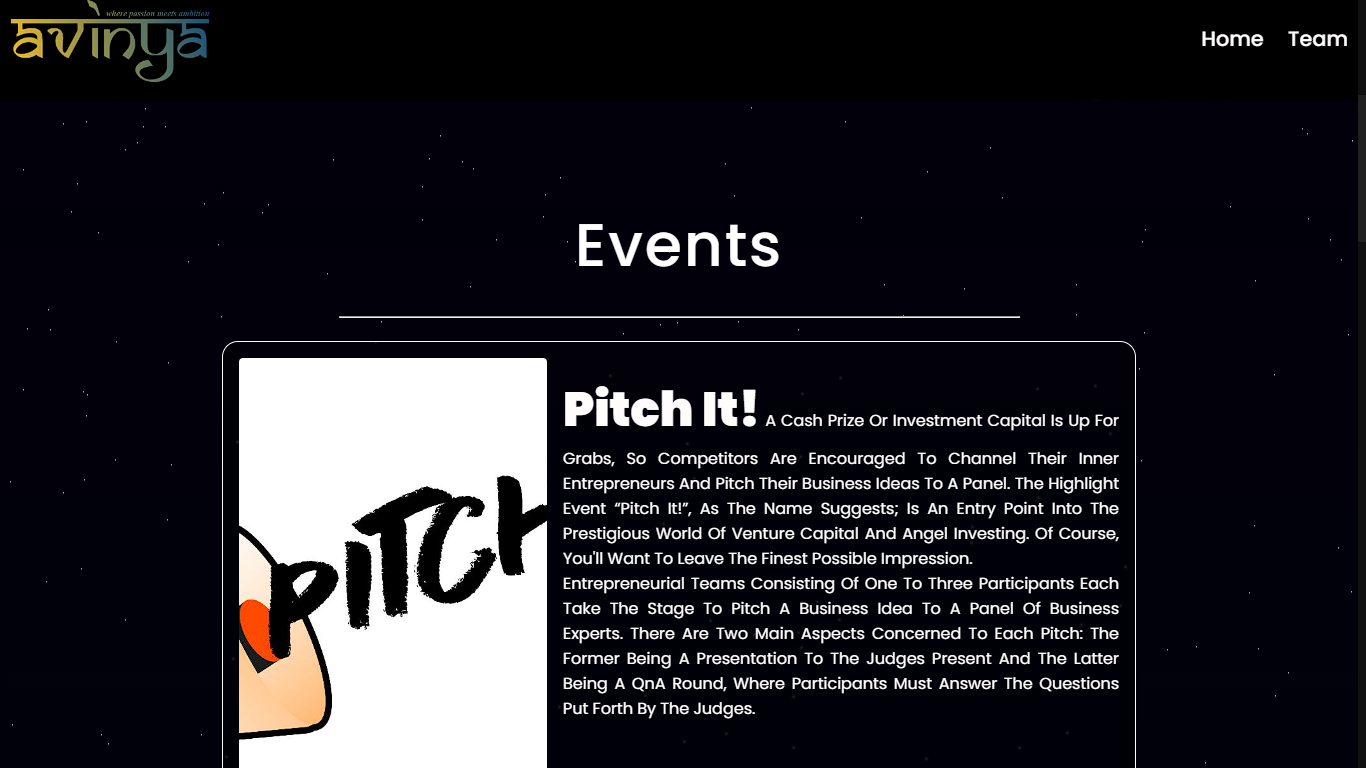 where passion meets ambition
avinya
Home Team
Events
Pitch It! A Cash Prize Or Investment Capital Is Up For
Grabs, So Competitors Are Encouraged To Channel Their Inner
Entrepreneurs And Pitch Their Business Ideas To A Panel. The Highlight
Event “Pitch It!”, As The Name Suggests; Is An Entry Point Into The
Prestigious World Of Venture Capital And Angel Investing. Of Course,
You'll Want To Leave The Finest Possible Impression.
Entrepreneurial Teams Consisting Of One To Three Participants Each
Take The Stage To Pitch A Business Idea To A Panel Of Business
Experts. There Are Two Main Aspects Concerned To Each Pitch: The
Former Being A Presentation To The Judges Present And The Latter
Being A QnA Round, Where Participants Must Answer The Questions
Put Forth By The Judges.
PITCH